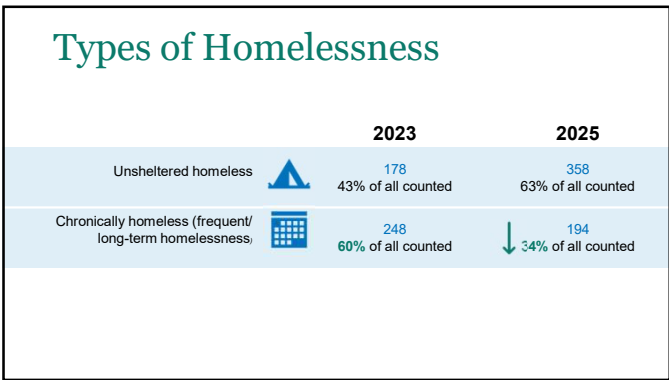 Types of Homelessness
2023 2025
Unsheltered homeless
178
43% of all counted
358
63% of all counted
Chronically homeless (frequent/
long-term homelessness)
248
60% of all counted
194
34% of all counted